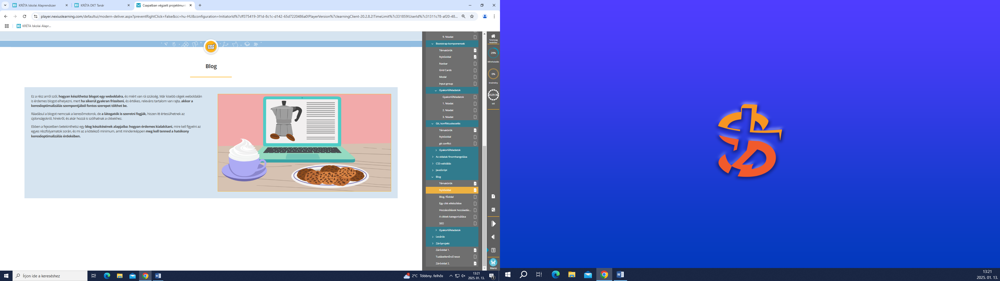 KRÉTA Iskolai Alaprendszer
KRÉTA DKT Tanár
Csapatban végzett projektmun
player.nexiuslearning.com/defaultui/modern-deliver.aspx?preventRightClick=False&cc=hu-HU&configuration=InitiatorId%7cff375419-3f1d-8c1c-d142-65d7220486a0!PlayerVersion%7clearningClient-20.2.8.2!TimeLimit%7c331859!UserId%7c31311c78-af20-48...
KRÉTA Iskolai Alapr...
Blog
Ez a rész arról szól, hogyan készíthetsz blogot egy weboldalra, és miért van rá szükség. Már kisebb cégek weboldalán
is érdemes blogot elhelyezni, mert ha sikerül gyakran frissíteni, és értékes, releváns tartalom van rajta, akkor a
keresőoptimalizálás szempontjából fontos szerepet tölthet be.
Ráadásul a blogot nemcsak a keresőmotorok, de a látogatók is szeretni fogják, hiszen itt értesülhetnek az
újdonságokról, hírekről, és akár hozzá is szólhatnak a cikkekhez.
Ebben a fejezetben betekinthetsz egy blog készítésének alapjaiba: hogyan érdemes kialakítani, mire kell figyelni az
egyes részfolyamatok során, és mi az a kötelező minimum, amit mindenképpen meg kell tenned a hatékony
keresőoptimalizálás érdekében.
9. feladat
Bootstrap-komponensek
Témakörök
Nyitóoldal
Navbar
Grid Cards
Modal
Input group
Gyakorlófeladatok
Gyakorlófeladatok
1. feladat
2. feladat
3. feladat
Git, konfliktuskezelés
Témakörök
Nyitóoldal
git conflict
Gyakorlófeladatok
Az oldalak finomhangolása
CSS-validálás
JavaScript
Blog
Témakörök
Nyitóoldal
Blog, főoldal
Egy cikk elkészítése
Hozzászólások hozzáadás...
A cikkek kategorizálása
SEO
Gyakorlófeladatok
Lezárás
Záróprojekt
Záróoldal 1.
Tudásellenőrző teszt
Záróoldal 2.
Tananyag
bezárása
29%
Előrehaladás
0%
Eredmény
5529:36
Idő
Menü
Írjon ide a kereséshez
2°C Többny. felhős
13:21
2025. 01. 13.
1
13:21
2025. 01. 13.